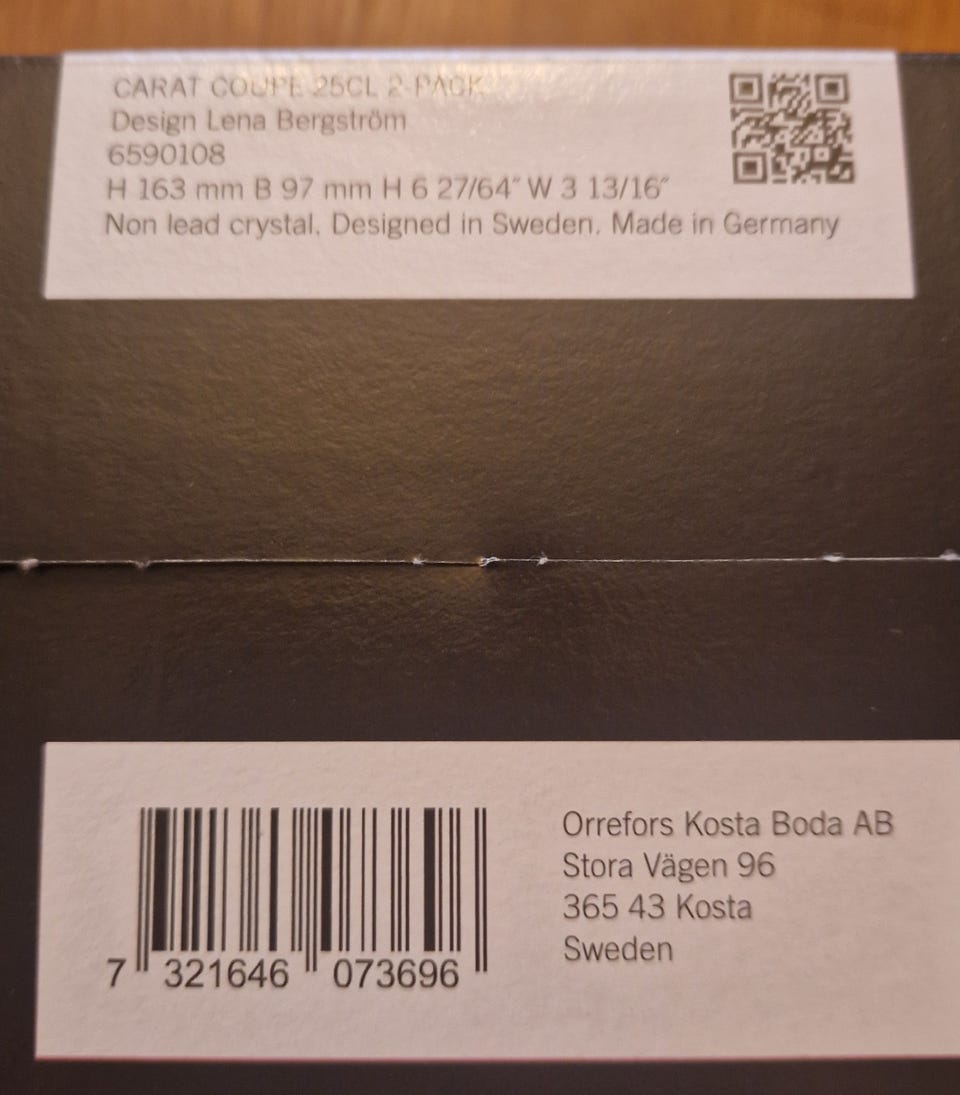 CARAT COUPE 25CL 2-PACK
Design Lena Bergström
6590108
H 163 mm B 97 mm H 6 27/64″ W 3 13/16″
Non lead crystal. Designed in Sweden. Made in Germany
Orrefors Kosta Boda AB
Stora Vägen 96
365 43 Kosta
Sweden
7 321646 073696